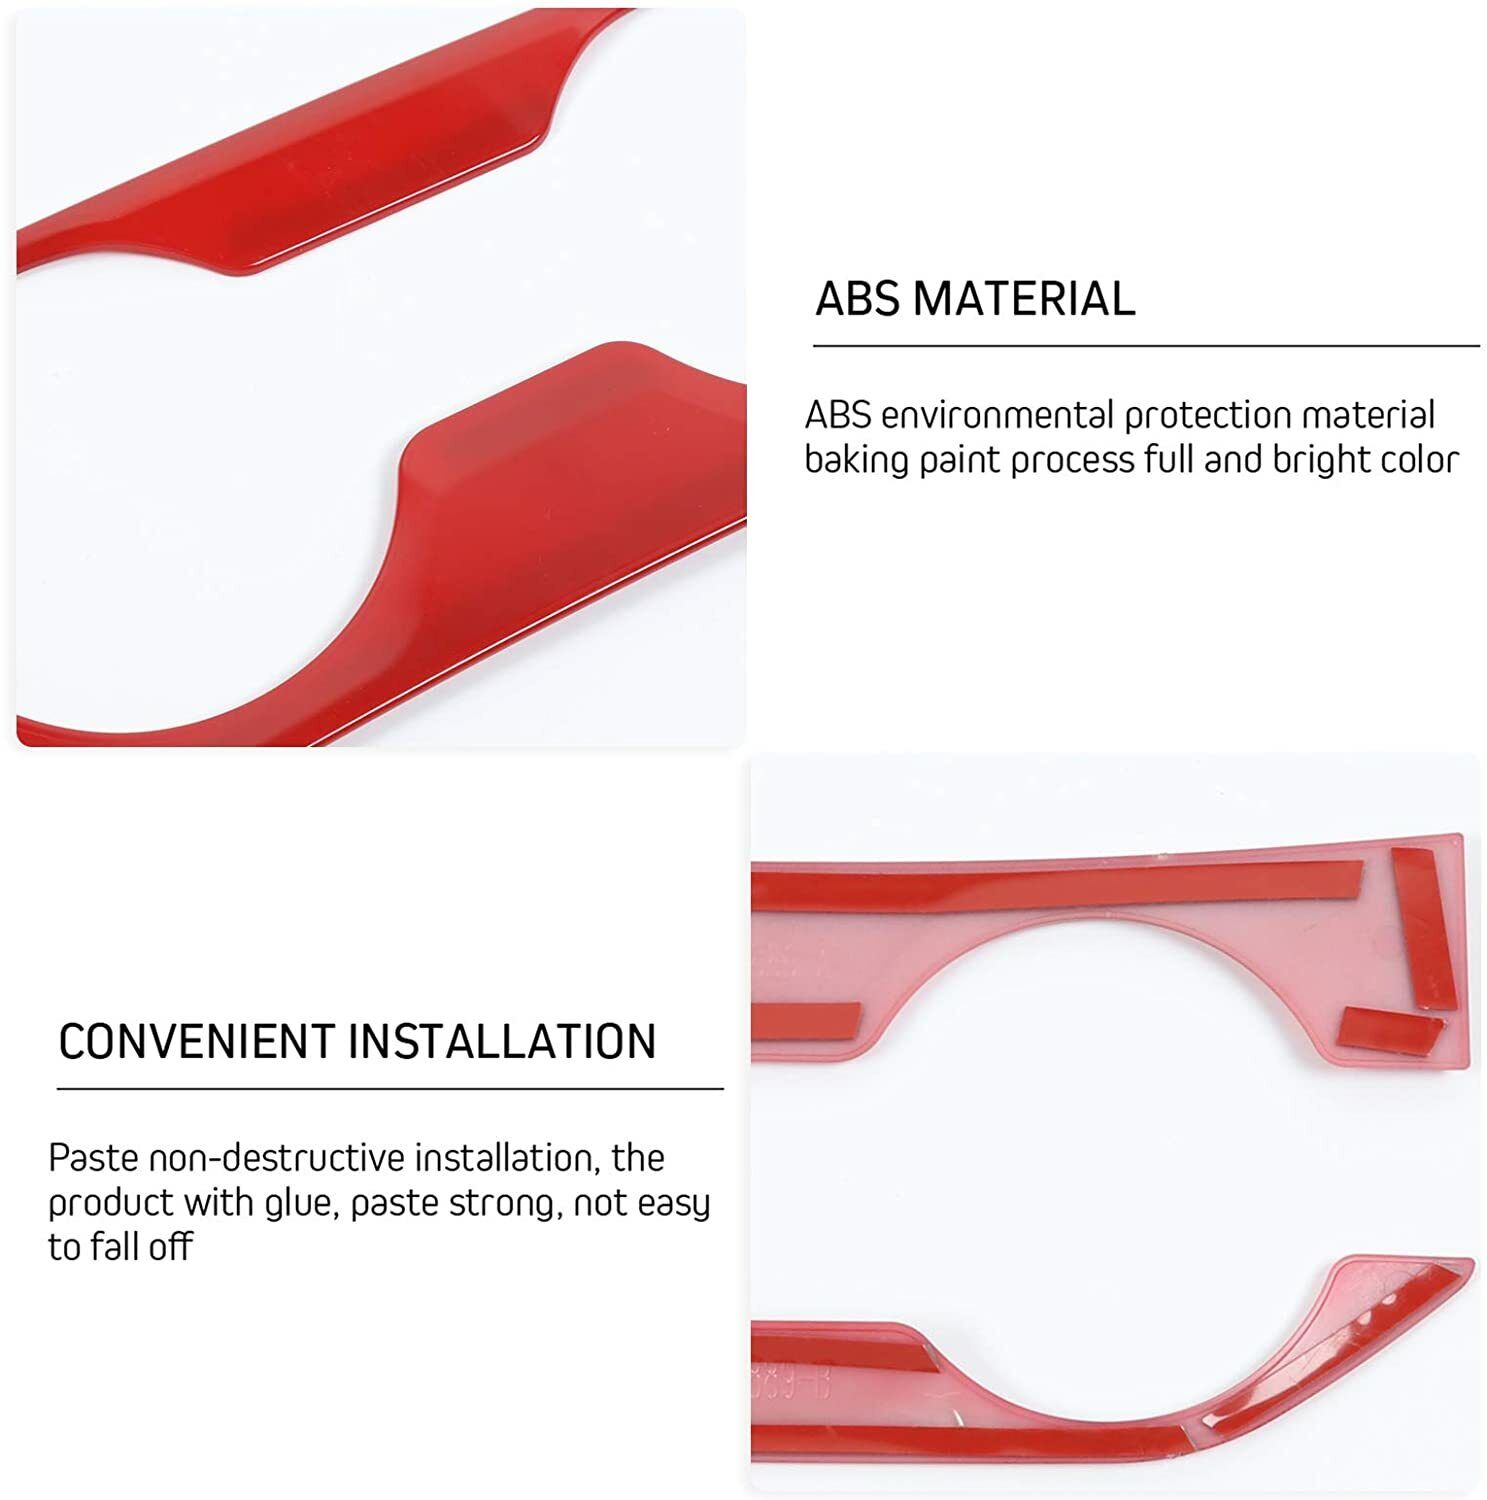 ABS MATERIAL
ABS environmental protection material
baking paint process full and bright color
CONVENIENT INSTALLATION
Paste non-destructive installation, the
product with glue, paste strong, not easy
to fall off